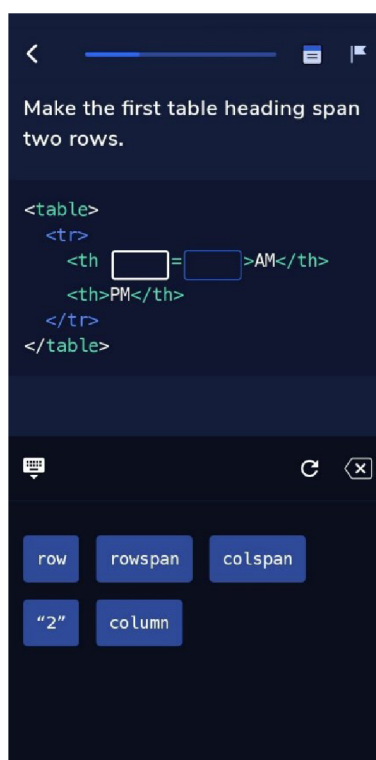 Make the first table heading span
two rows.
<table>
<tr>
<th =>AM</th>
<th>PM</th>
</tr>
</table>
row rowspan colspan
“2” column